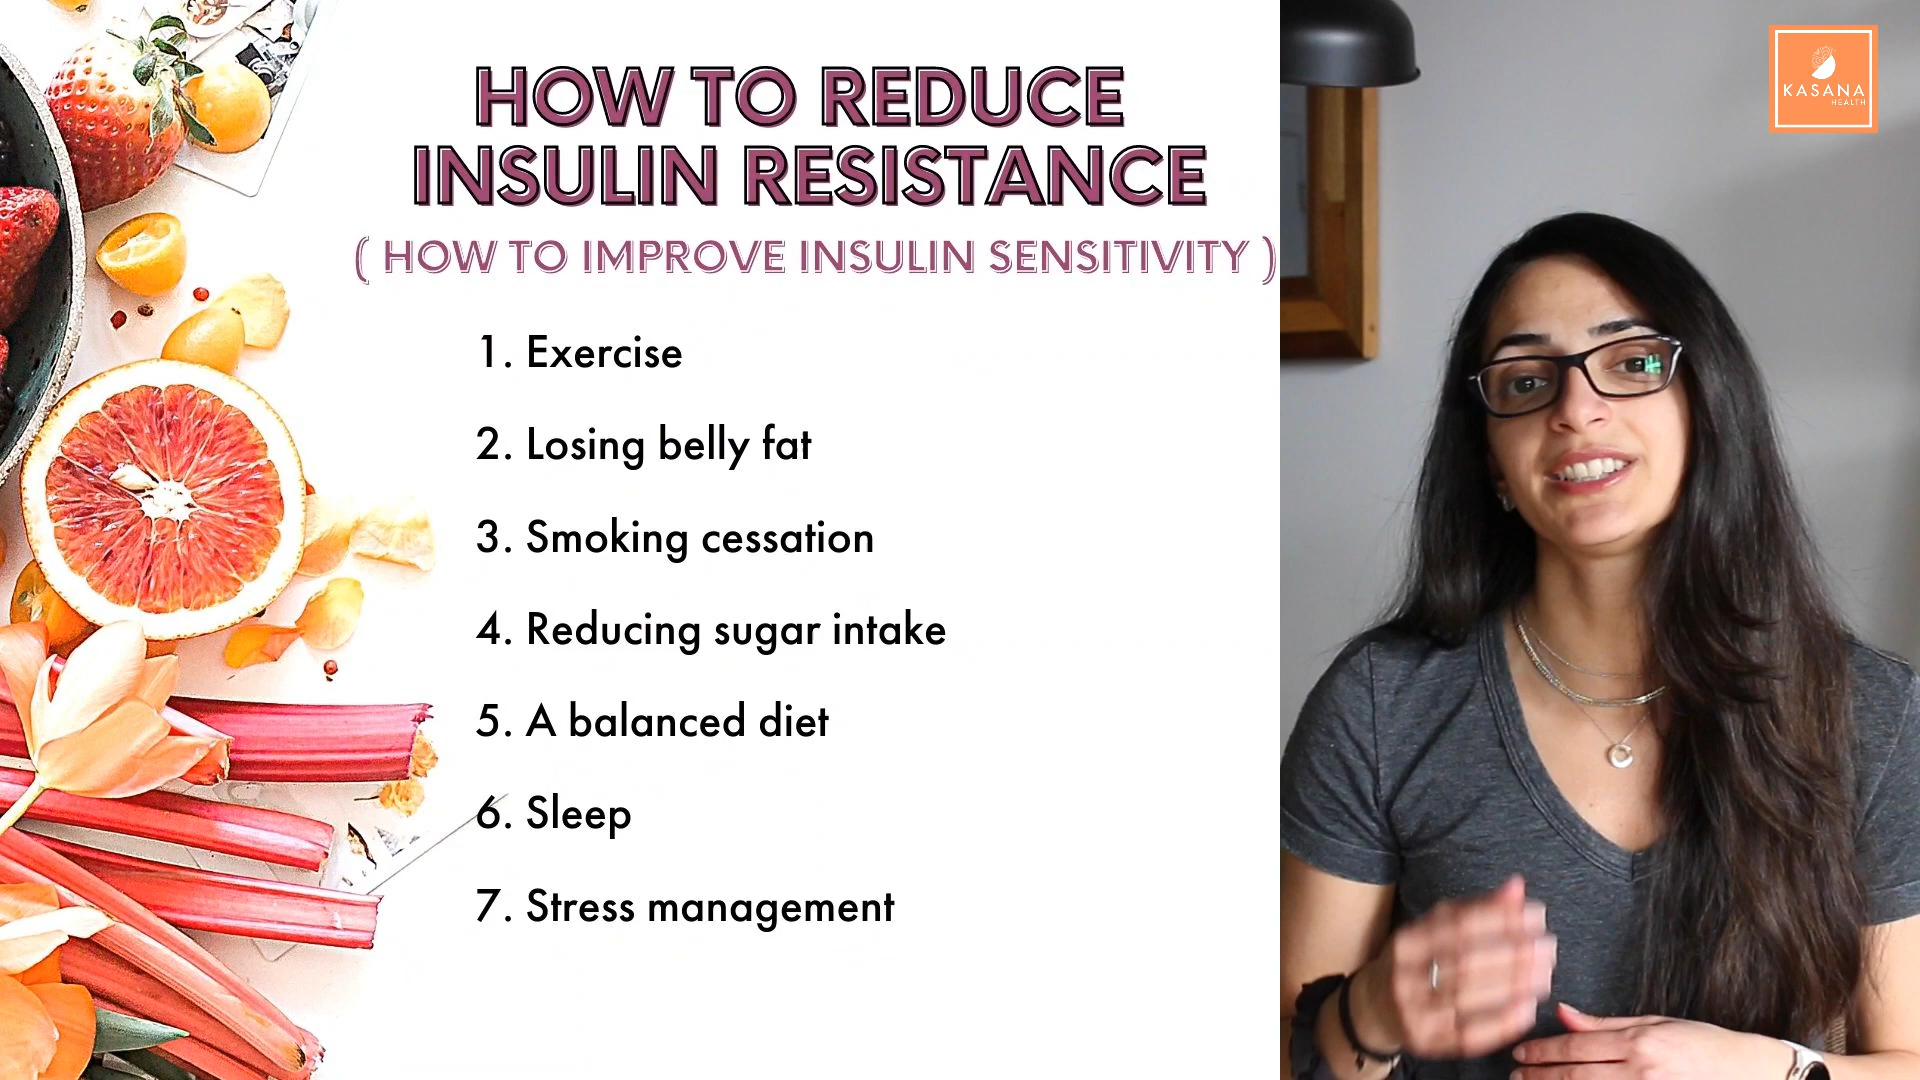 HOW TO REDUCE
INSULIN RESISTANCE
( HOW TO IMPROVE INSULIN SENSITIVITY )
1. Exercise
2. Losing belly fat
3. Smoking cessation
4. Reducing sugar intake
5. A balanced diet
6. Sleep
7. Stress management
KASANA
HEALTH